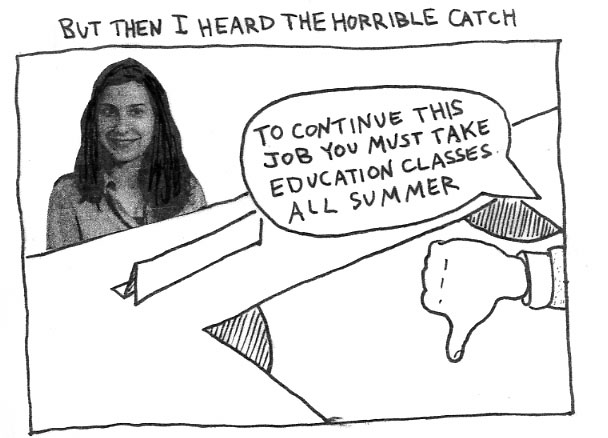 BUT THEN I HEARD THE HORRIBLE CATCH
TO CONTINUE THIS
JOB YOU MUST TAKE
EDUCATION CLASSES
ALL SUMMER